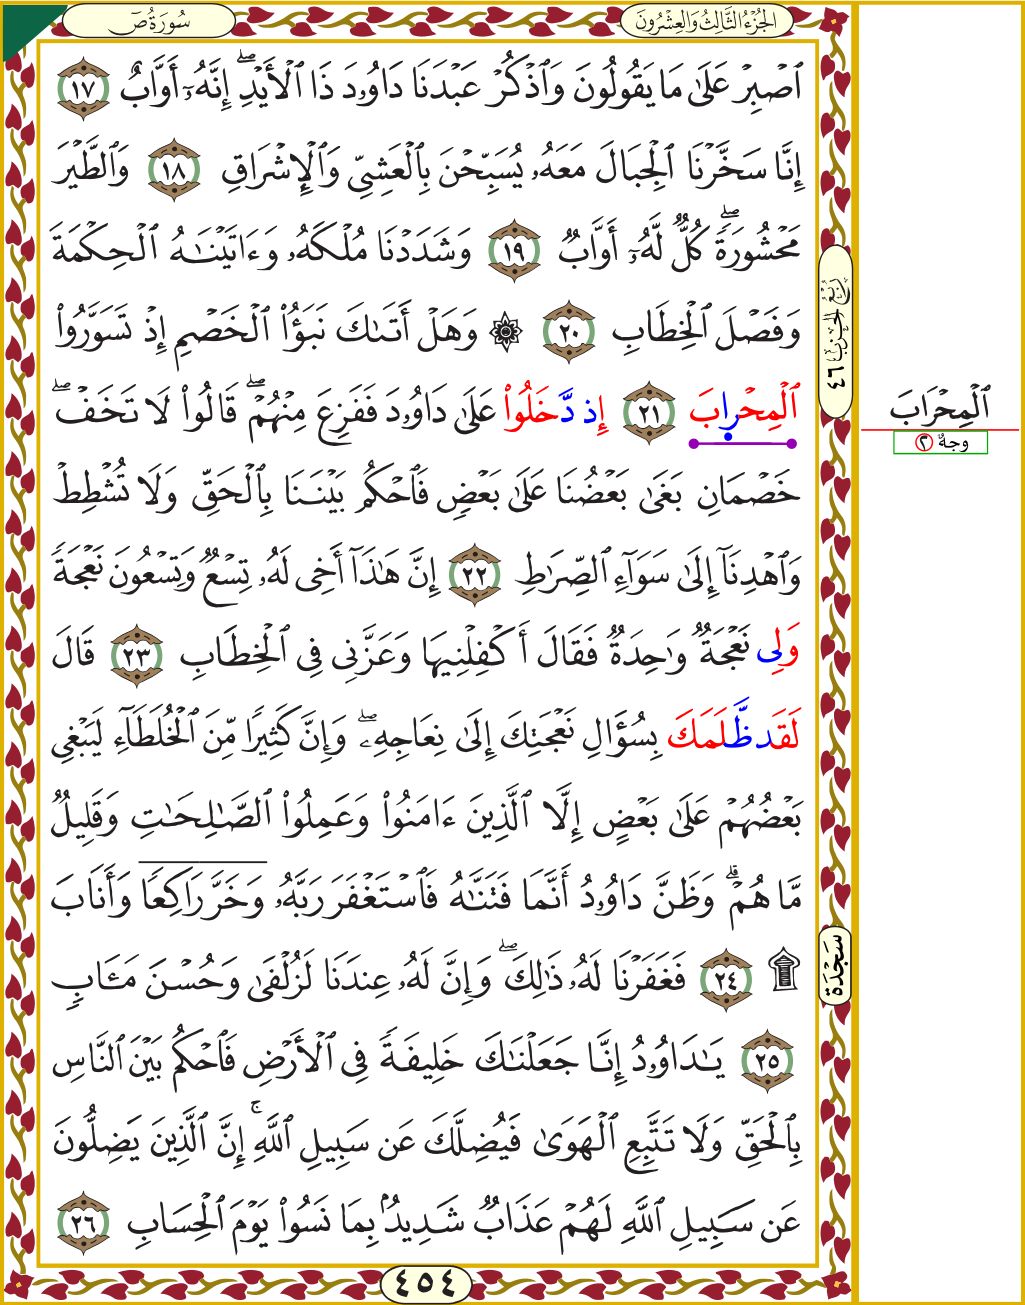 الجُزْءُ الثَّالِثُ وَالعِشْرُونَ
سُورَةُ صٓ
ٱصۡبِرۡ عَلَىٰ مَا يَقُولُونَ وَٱذۡكُرۡ عَبۡدَنَا دَاوُۥدَ ذَا ٱلۡأَيۡدِۖ إِنَّهُۥٓ أَوَّابٌ ١٧
إِنَّا سَخَّرۡنَا ٱلۡجِبَالَ مَعَهُۥ يُسَبِّحۡنَ بِٱلۡعَشِيِّ وَٱلۡإِشۡرَاقِ ١٨ وَٱلطَّيۡرَ
مَحۡشُورَةٗۖ كُلّٞ لَّهُۥٓ أَوَّابٞ ١٩ وَشَدَدۡنَا مُلۡكَهُۥ وَءَاتَيۡنَٰهُ ٱلۡحِكۡمَةَ
وَفَصۡلَ ٱلۡخِطَابِ ٢٠ ۞ وَهَلۡ أَتَىٰكَ نَبَؤُاْ ٱلۡخَصۡمِ إِذۡ تَسَوَّرُواْ
ٱلۡمِحۡرَابَ ٢١ إِذ دَّخَلُواْ عَلَىٰ دَاوُۥدَ فَفَزِعَ مِنۡهُمۡۖ قَالُواْ لَا تَخَفۡۖ
خَصۡمَانِ بَغَىٰ بَعۡضُنَا عَلَىٰ بَعۡضٖ فَٱحۡكُم بَيۡنَنَا بِٱلۡحَقِّ وَلَا تُشۡطِطۡ
وَٱهۡدِنَآ إِلَىٰ سَوَآءِ ٱلصِّرَٰطِ ٢٢ إِنَّ هَٰذَآ أَخِي لَهُۥ تِسۡعٞ وَتِسۡعُونَ نَعۡجَةٗ
وَلِي نَعۡجَةٞ وَٰحِدَةٞ فَقَالَ أَكۡفِلۡنِيهَا وَعَزَّنِي فِي ٱلۡخِطَابِ ٢٣ قَالَ
لَقَد ظَّلَمَكَ بِسُؤَالِ نَعۡجَتِكَ إِلَىٰ نِعَاجِهِۦۖ وَإِنَّ كَثِيرٗا مِّنَ ٱلۡخُلَطَآءِ لَيَبۡغِي
بَعۡضُهُمۡ عَلَىٰ بَعۡضٍ إِلَّا ٱلَّذِينَ ءَامَنُواْ وَعَمِلُواْ ٱلصَّٰلِحَٰتِ وَقَلِيلٞ
مَّا هُمۡۗ وَظَنَّ دَاوُۥدُ أَنَّمَا فَتَنَّٰهُ فَٱسۡتَغۡفَرَ رَبَّهُۥ وَخَرَّ رَاكِعٗا وَأَنَابَ
۩ ٢٤ فَغَفَرۡنَا لَهُۥ ذَٰلِكَۖ وَإِنَّ لَهُۥ عِندَنَا لَزُلۡفَىٰ وَحُسۡنَ مَـَٔابٖ
٢٥ يَٰدَاوُۥدُ إِنَّا جَعَلۡنَٰكَ خَلِيفَةٗ فِي ٱلۡأَرۡضِ فَٱحۡكُم بَيۡنَ ٱلنَّاسِ
بِٱلۡحَقِّ وَلَا تَتَّبِعِ ٱلۡهَوَىٰ فَيُضِلَّكَ عَن سَبِيلِ ٱللَّهِۚ إِنَّ ٱلَّذِينَ يَضِلُّونَ
عَن سَبِيلِ ٱللَّهِ لَهُمۡ عَذَابٞ شَدِيدُۢ بِمَا نَسُواْ يَوۡمَ ٱلۡحِسَابِ ٢٦
٤٥٤
رُبْعُ الحِزْبِ ٤٦
سَجْدَة
ٱلۡمِحۡرَابَ
وجهٌ ٢